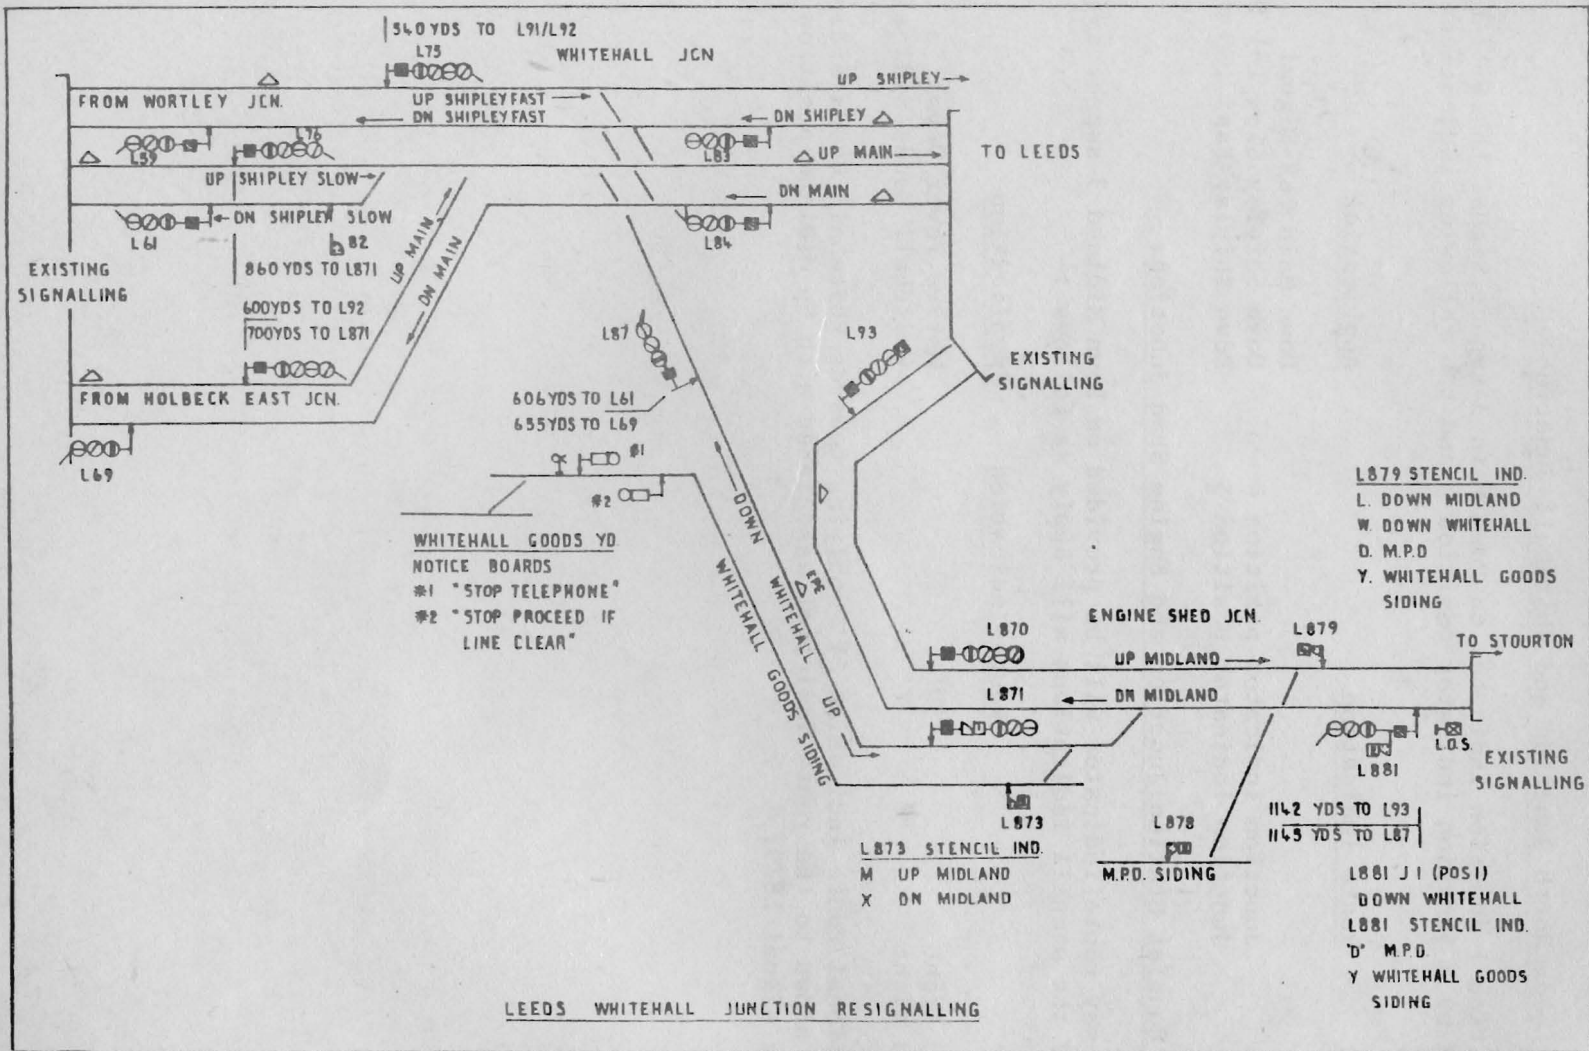 540 YDS TO L91/L92
L75
WHITEHALL JCN
UP SHIPLEY
FROM WORTLEY JCN.
UP SHIPLEY FAST
DN SHIPLEY FAST
DN SHIPLEY
L59
L76
L83
UP MAIN
TO LEEDS
UP SHIPLEY SLOW
DN MAIN
DN SHIPLEY SLOW
L61
82
L84
860 YDS TO L871
UP MAIN
DN MAIN
EXISTING
SIGNALLING
600YDS TO L92
700YDS TO L871
FROM HOLBECK EAST JCN.
L69
L87
L93
EXISTING
SIGNALLING
606 YDS TO L61
655 YDS TO L69
#1
#2
WHITEHALL GOODS YD.
NOTICE BOARDS
#1 "STOP TELEPHONE"
#2 "STOP PROCEED IF
LINE CLEAR"
DOWN WHITEHALL UP
WHITEHALL GOODS SIDING
EPE
L879 STENCIL IND.
L. DOWN MIDLAND
W. DOWN WHITEHALL
D. M.P.D
Y. WHITEHALL GOODS
SIDING
ENGINE SHED JCN.
L870
L879
UP MIDLAND
TO STOURTON
L871
DN MIDLAND
L.O.S.
L881
EXISTING
SIGNALLING
L873
L873 STENCIL IND.
M UP MIDLAND
X DN MIDLAND
L878
M.P.D. SIDING
1142 YDS TO L93
1145 YDS TO L87
L881 J1 (POS1)
DOWN WHITEHALL
L881 STENCIL IND.
'D' M.P.D.
Y WHITEHALL GOODS
SIDING
LEEDS WHITEHALL JUNCTION RESIGNALLING